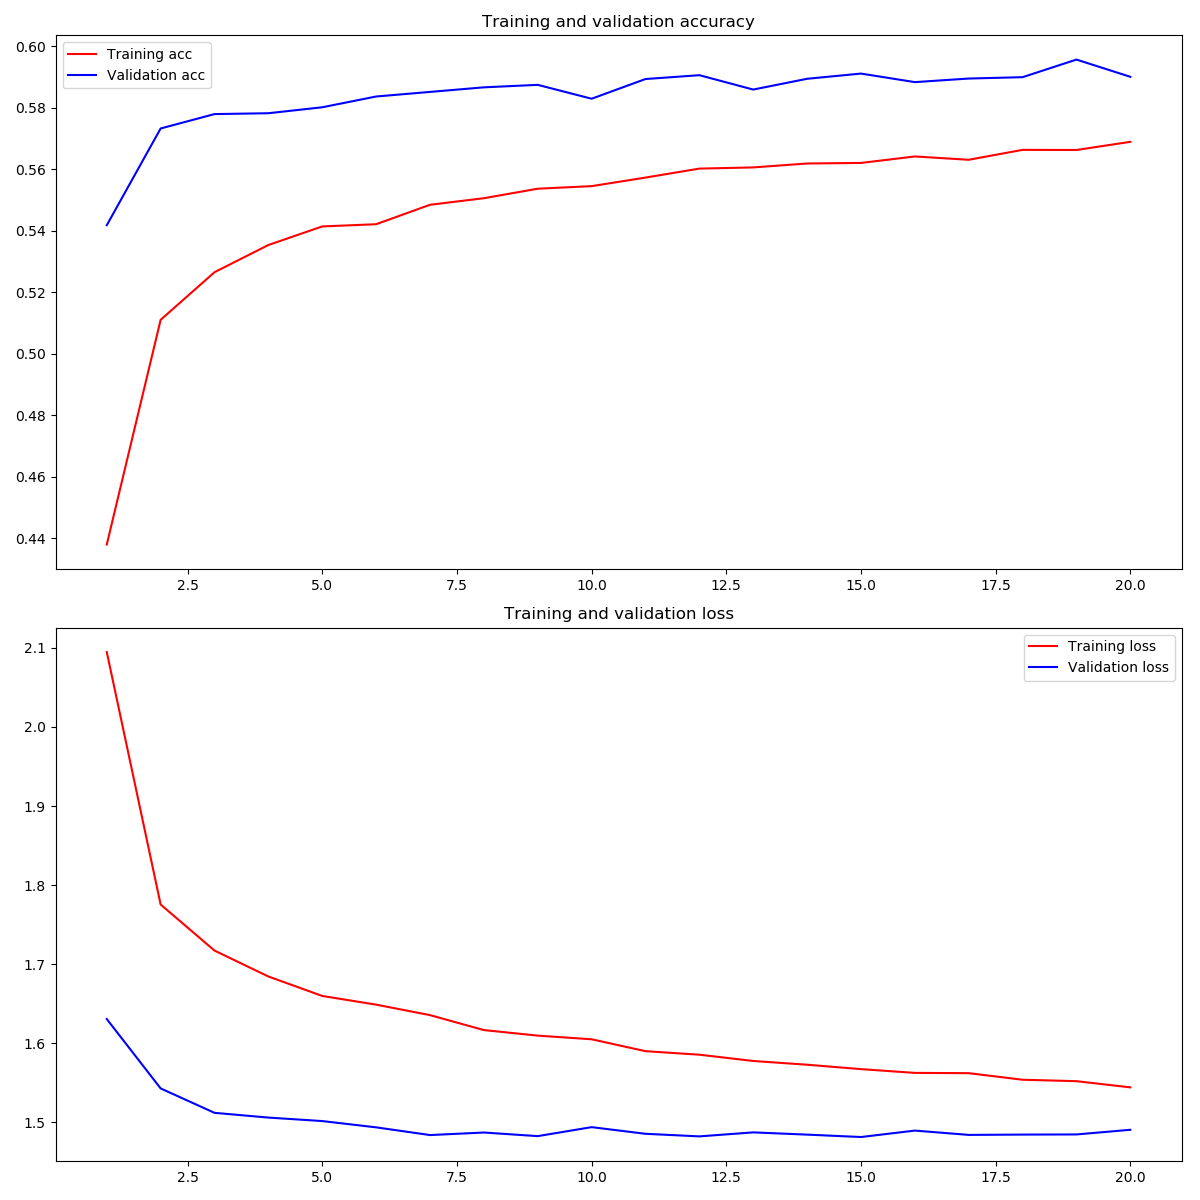 Training and validation accuracy
Training acc
Validation acc
0.60
0.58
0.56
0.54
0.52
0.50
0.48
0.46
0.44
2.5 5.0 7.5 10.0 12.5 15.0 17.5 20.0
Training and validation loss
Training loss
Validation loss
2.1
2.0
1.9
1.8
1.7
1.6
1.5
2.5 5.0 7.5 10.0 12.5 15.0 17.5 20.0